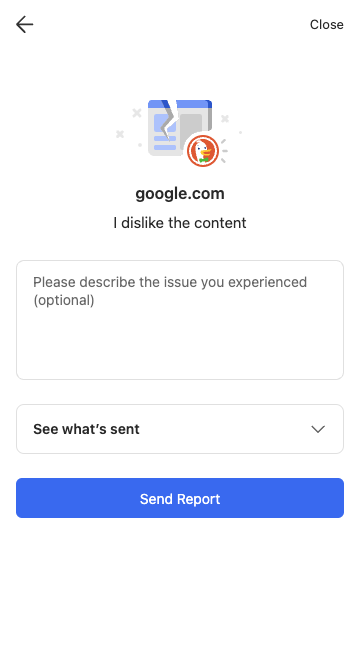 Close
google.com
I dislike the content
Please describe the issue you experienced
(optional)
See what’s sent
Send Report